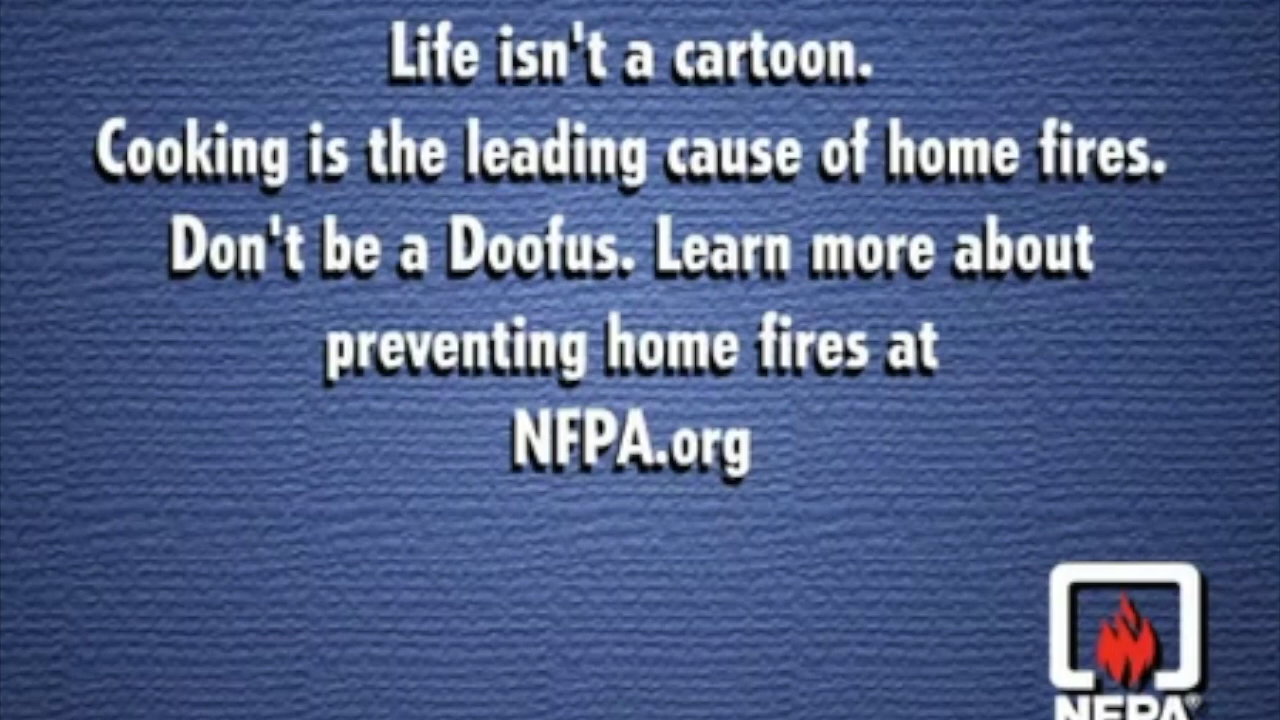 Life isn't a cartoon.
Cooking is the leading cause of home fires.
Don't be a Doofus. Learn more about
preventing home fires at
NFPA.org
NFPA®